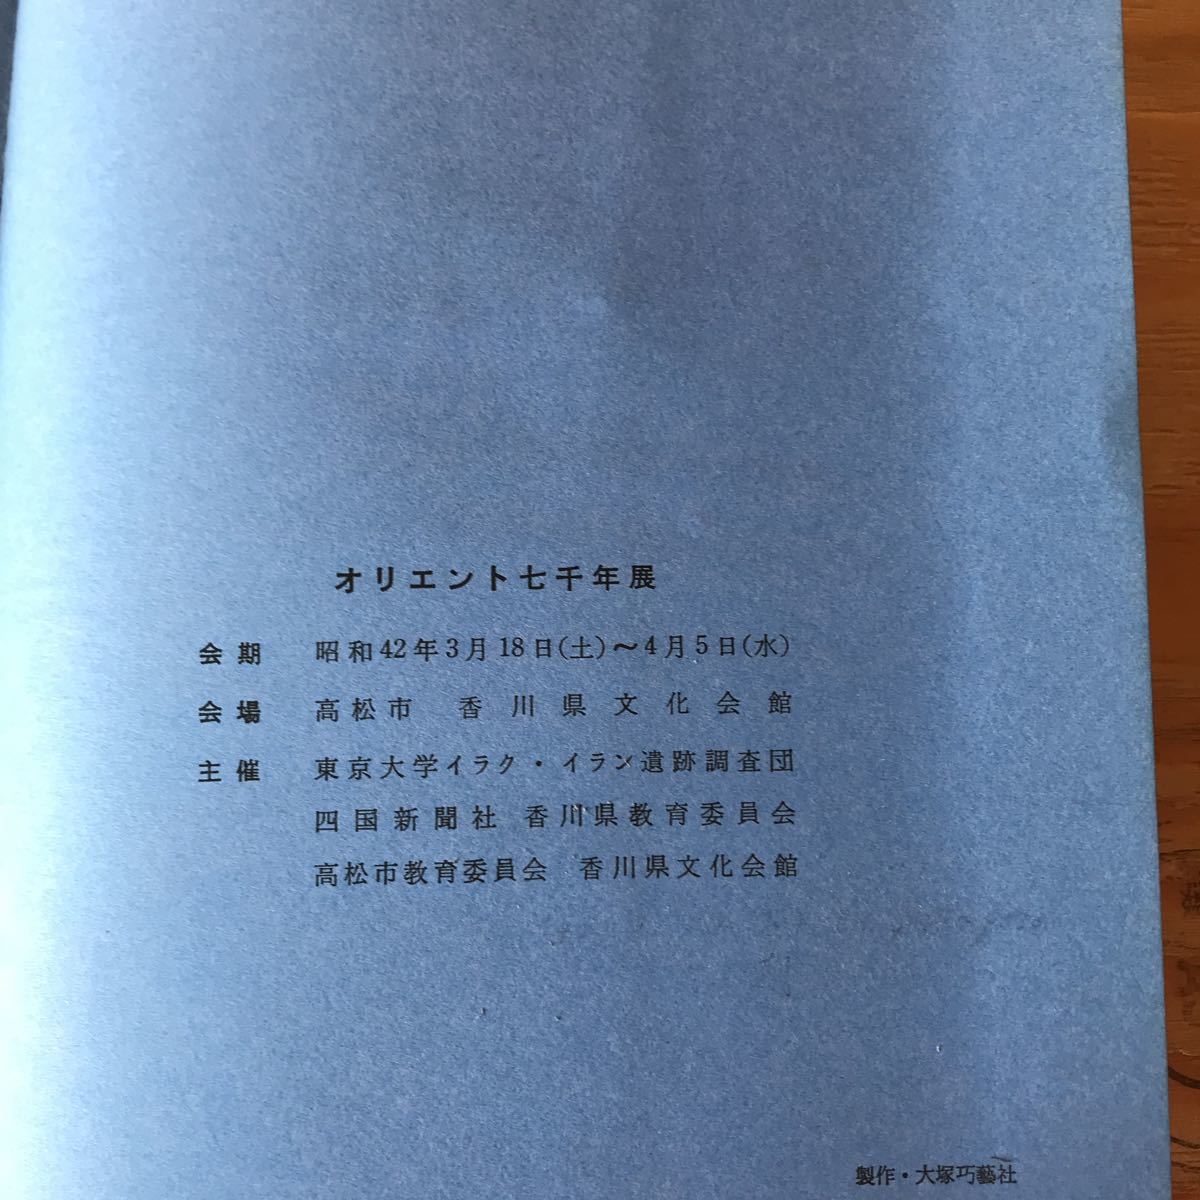 オリエント七千年展
会期 昭和42年3月18日(土)～4月5日(水)
会場 高松市 香川県文化会館
主催 東京大学イラク・イラン遺跡調査団
四国新聞社 香川県教育委員会
高松市教育委員会 香川県文化会館
製作・大塚巧藝社